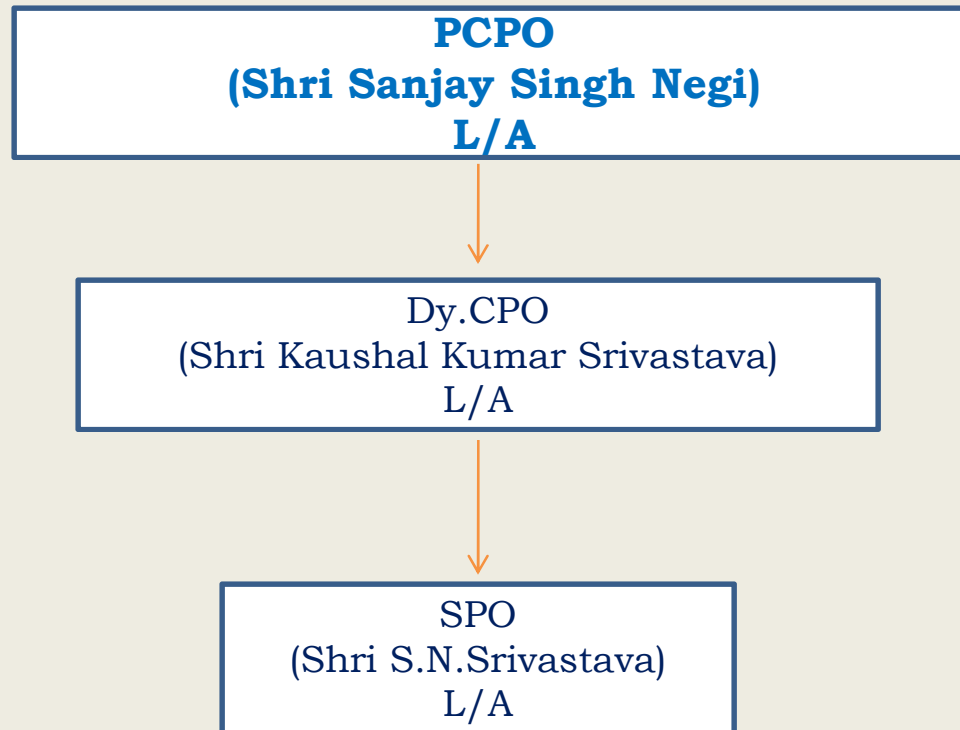 PCPO
(Shri Sanjay Singh Negi)
L/A
Dy.CPO
(Shri Kaushal Kumar Srivastava)
L/A
SPO
(Shri S.N.Srivastava)
L/A